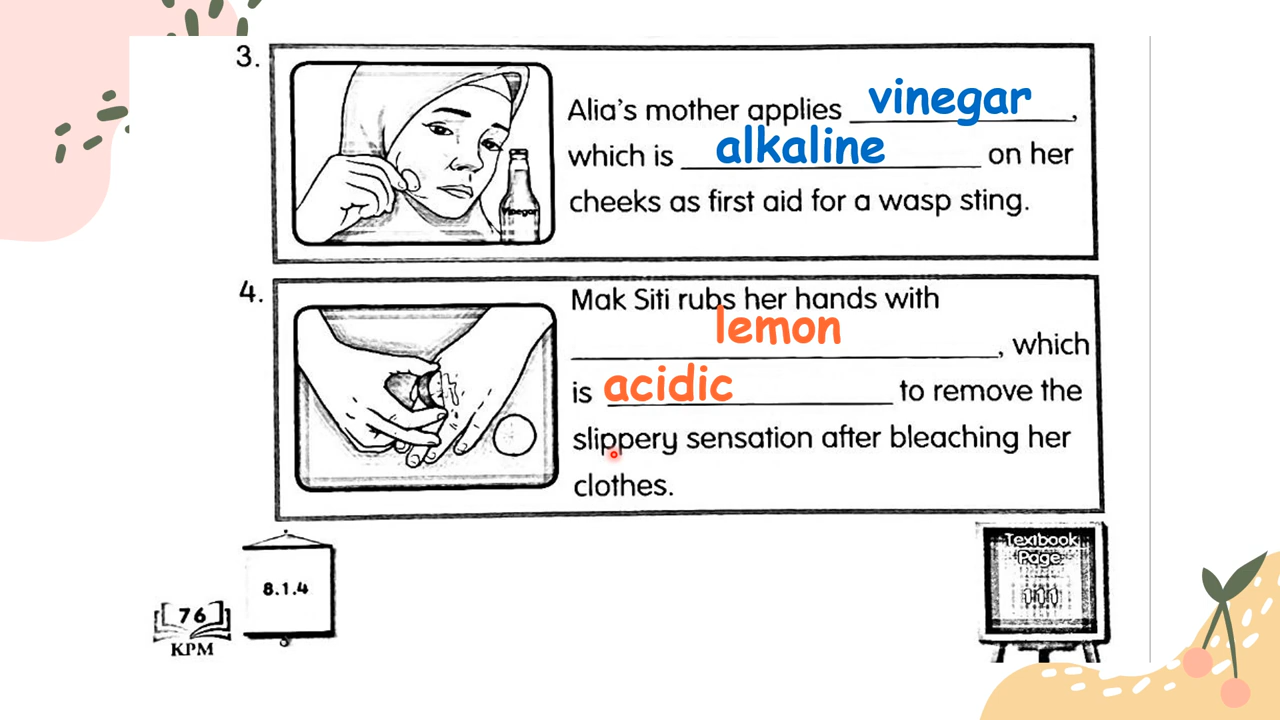 3.
Alia's mother applies vinegar,
which is alkaline on her
cheeks as first aid for a wasp sting.
Vinegar
4.
Mak Siti rubs her hands with
lemon, which
is acidic to remove the
slippery sensation after bleaching her
clothes.
8.1.4
76
KPM
Textbook
Page
111